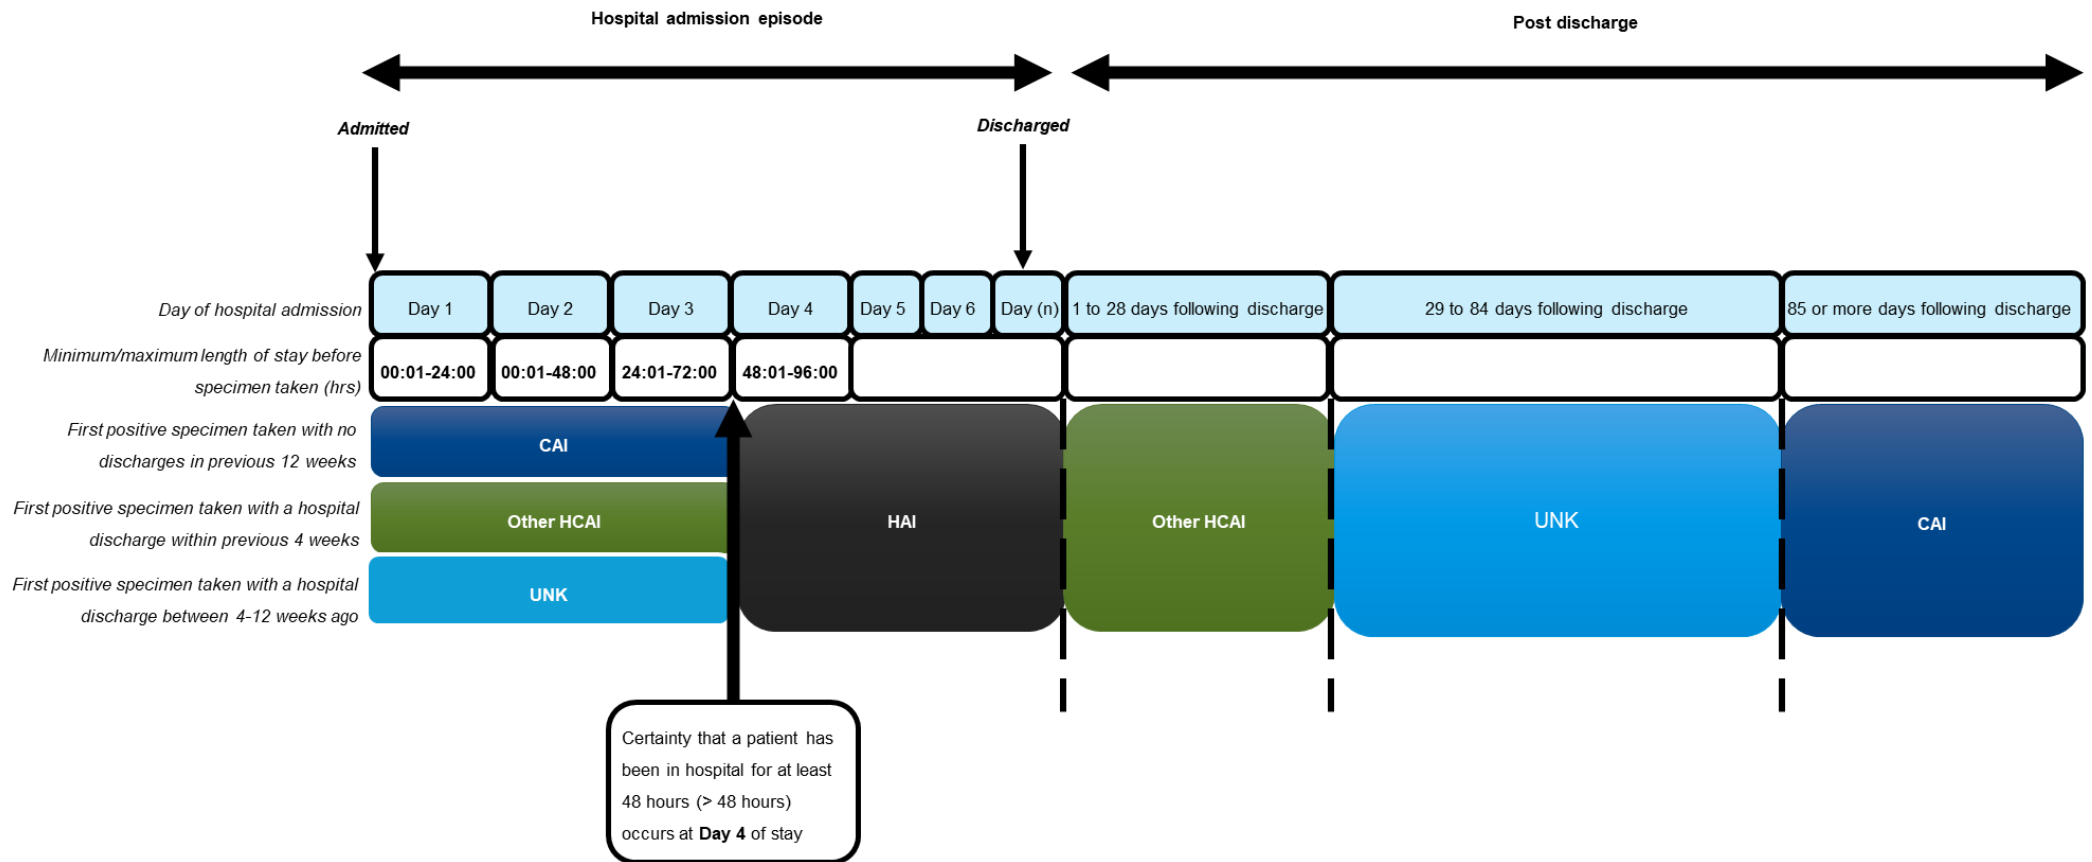 Hospital admission episode
Post discharge
Admitted
Discharged
Day of hospital admission
Day 1
Day 2
Day 3
Day 4
Day 5
Day 6
Day (n)
1 to 28 days following discharge
29 to 84 days following discharge
85 or more days following discharge
Minimum/maximum length of stay before
specimen taken (hrs)
00:01-24:00
00:01-48:00
24:01-72:00
48:01-96:00
First positive specimen taken with no
discharges in previous 12 weeks
CAI
First positive specimen taken with a hospital
discharge within previous 4 weeks
Other HCAI
First positive specimen taken with a hospital
discharge between 4-12 weeks ago
UNK
HAI
Other HCAI
UNK
CAI
Certainty that a patient has
been in hospital for at least
48 hours (> 48 hours)
occurs at Day 4 of stay